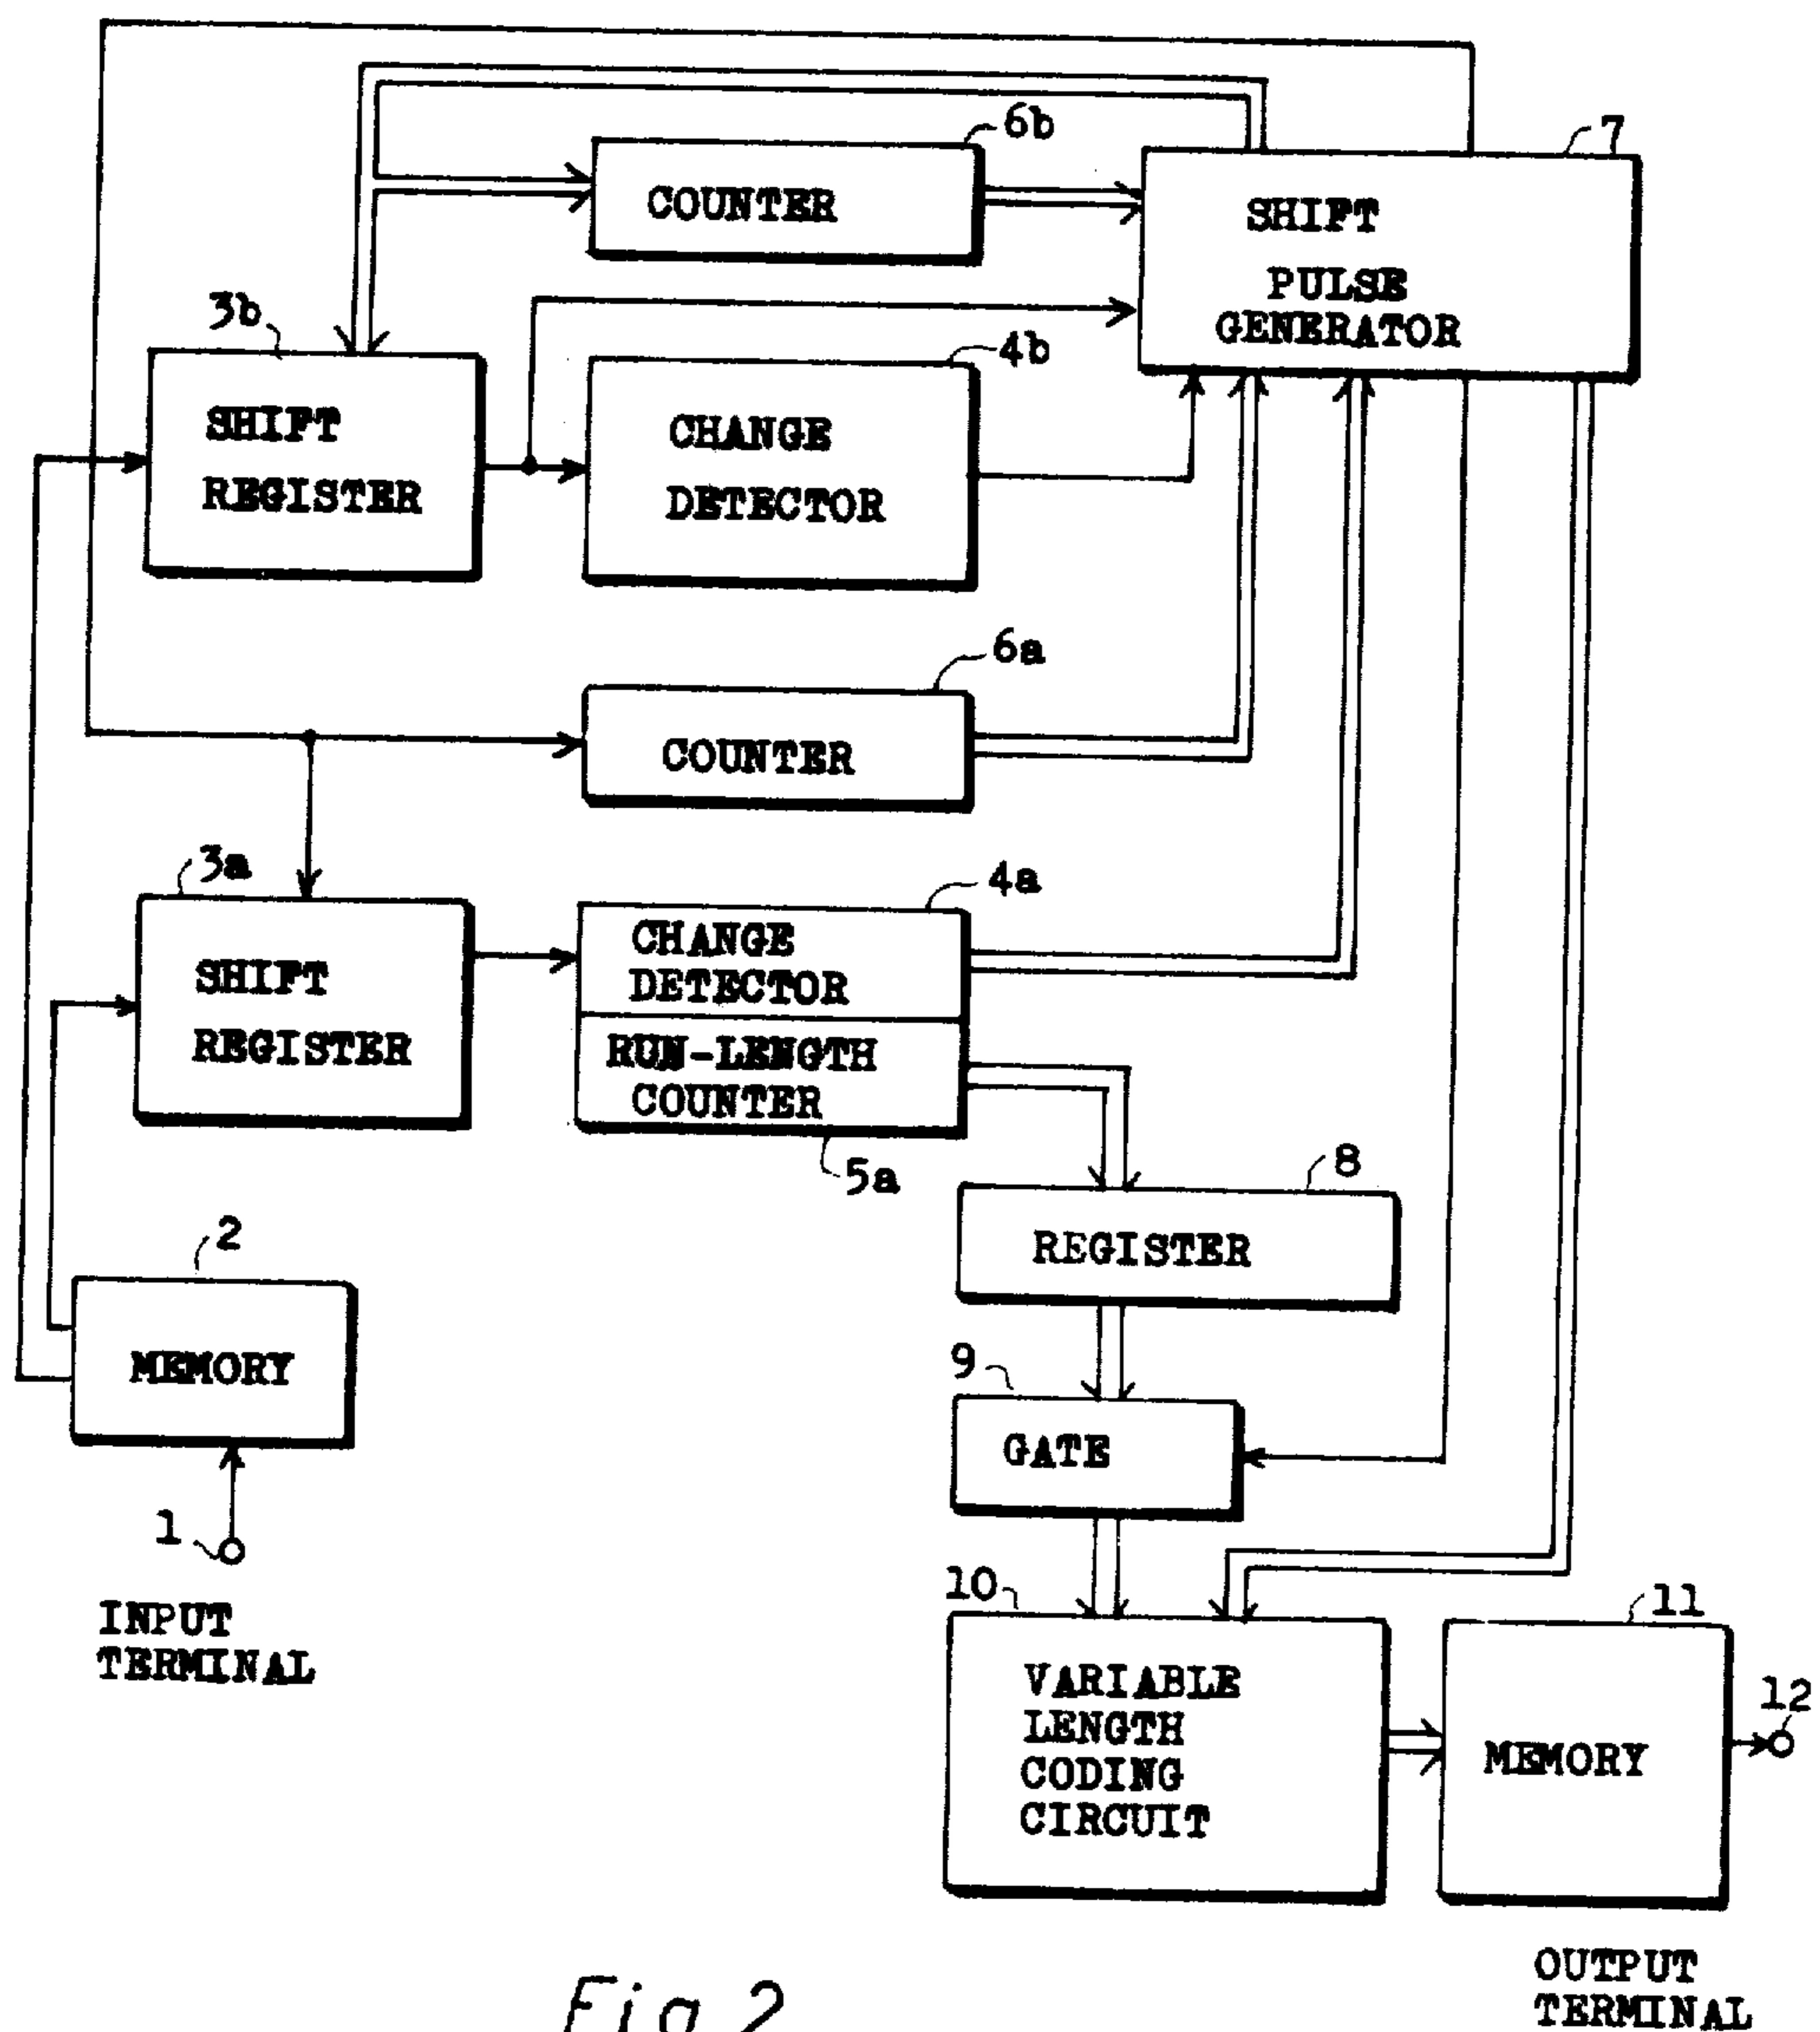 6b
7
COUNTER
SHIFT
PULSE
GENERATOR
3b
4b
SHIFT
REGISTER
CHANGE
DETECTOR
6a
COUNTER
3a
4a
SHIFT
REGISTER
CHANGE
DETECTOR
RUN-LENGTH
COUNTER
5a
8
REGISTER
2
MEMORY
9
GATE
1
INPUT
TERMINAL
10
11
VARIABLE
LENGTH
CODING
CIRCUIT
MEMORY
12
OUTPUT
TERMINAL
Fig 2